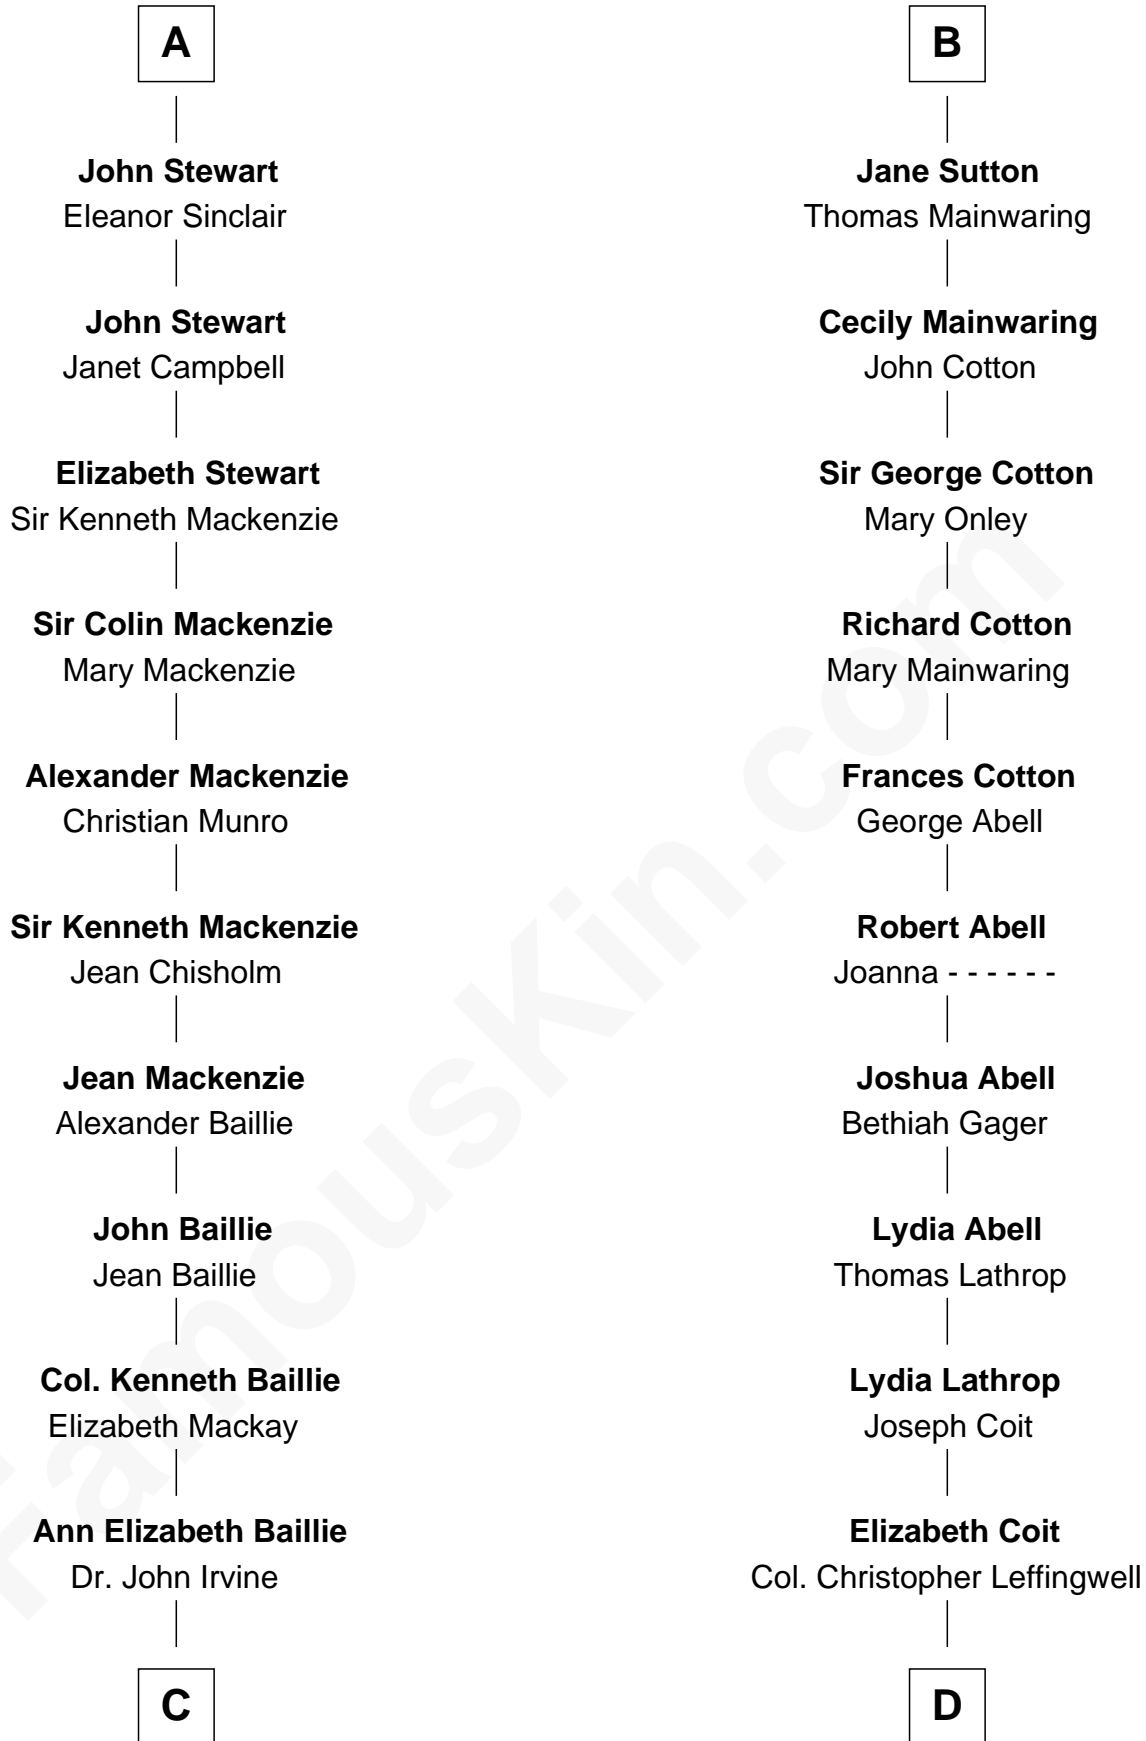 A
John Stewart
Eleanor Sinclair
John Stewart
Janet Campbell
Elizabeth Stewart
Sir Kenneth Mackenzie
Sir Colin Mackenzie
Mary Mackenzie
Alexander Mackenzie
Christian Munro
Sir Kenneth Mackenzie
Jean Chisholm
Jean Mackenzie
Alexander Baillie
John Baillie
Jean Baillie
Col. Kenneth Baillie
Elizabeth Mackay
Ann Elizabeth Baillie
Dr. John Irvine
C
B
Jane Sutton
Thomas Mainwaring
Cecily Mainwaring
John Cotton
Sir George Cotton
Mary Onley
Richard Cotton
Mary Mainwaring
Frances Cotton
George Abell
Robert Abell
Joanna - - - - - -
Joshua Abell
Bethiah Gager
Lydia Abell
Thomas Lathrop
Lydia Lathrop
Joseph Coit
Elizabeth Coit
Col. Christopher Leffingwell
D
FamousKin.com